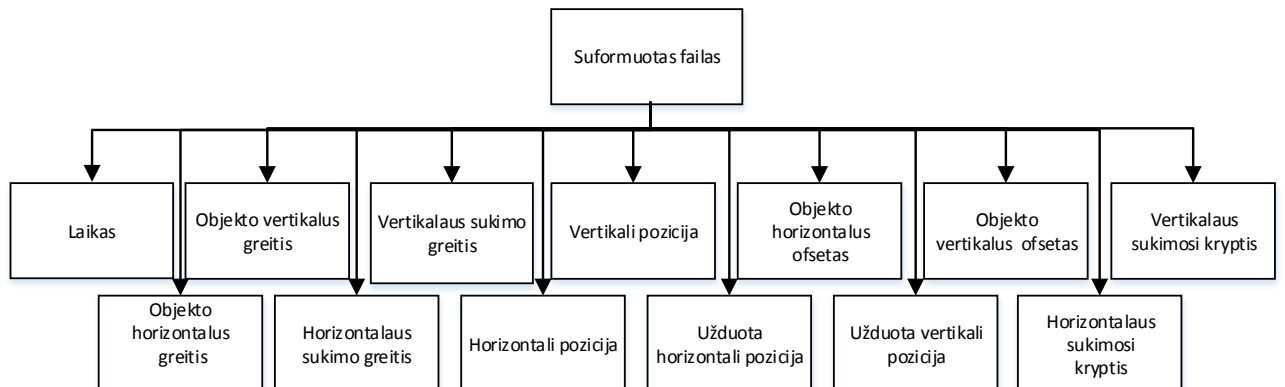 Suformuotas failas
Laikas
Objekto vertikalus
greitis
Vertikalaus sukimo
greitis
Vertikali pozicija
Objekto
horizontalus
ofsetas
Objekto
vertikalus ofsetas
Vertikalaus
sukimosi kryptis
Objekto
horizontalus
greitis
Horizontalaus
sukimo greitis
Horizontali pozicija
Užduota
horizontali pozicija
Užduota vertikali
pozicija
Horizontalaus
sukimosi
kryptis